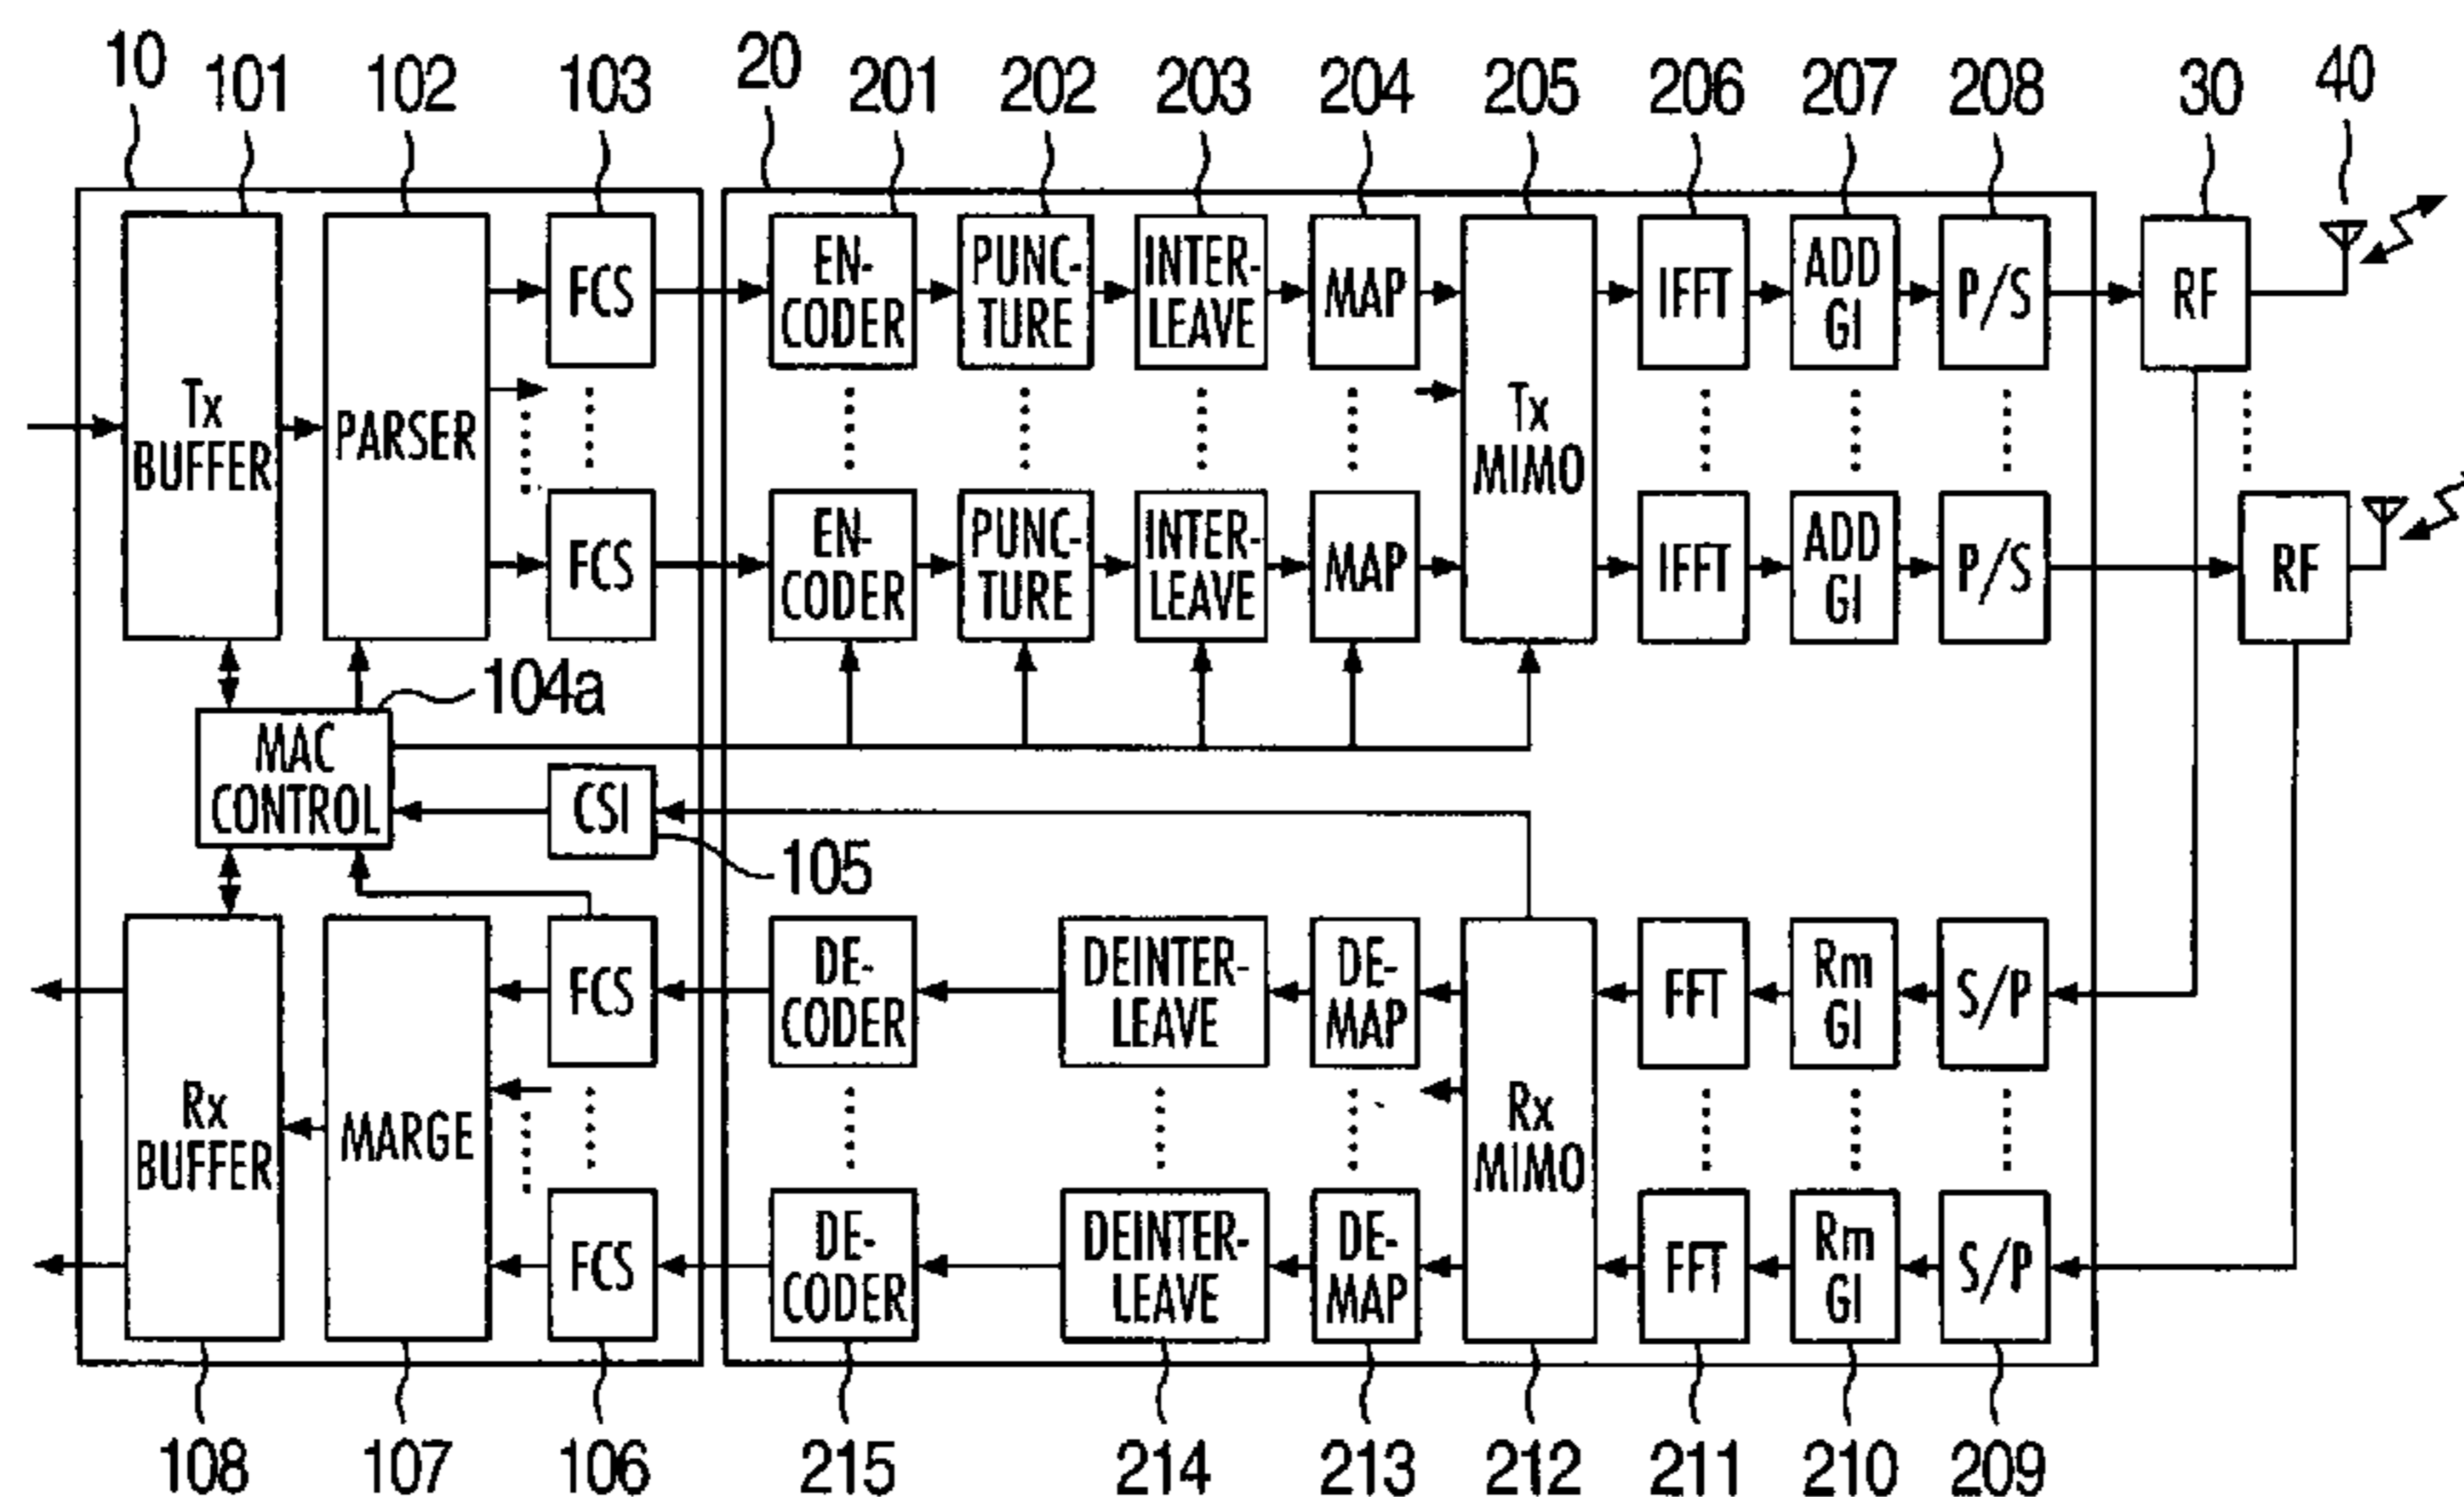 10 101 102 103 20 201 202 203 204 205 206 207 208 30 40
Tx
BUFFER
PARSER
FCS
EN-
CODER
PUNC-
TURE
INTER-
LEAVE
MAP
Tx
MIMO
IFFT
ADD
GI
P/S
RF
FCS
EN-
CODER
PUNC-
TURE
INTER-
LEAVE
MAP
IFFT
ADD
GI
P/S
RF
104a
MAC
CONTROL
CSI
105
Rx
BUFFER
MARGE
FCS
DE-
CODER
DEINTER-
LEAVE
DE-
MAP
Rx
MIMO
FFT
Rm
GI
S/P
FCS
DE-
CODER
DEINTER-
LEAVE
DE-
MAP
FFT
Rm
GI
S/P
108 107 106 215 214 213 212 211 210 209